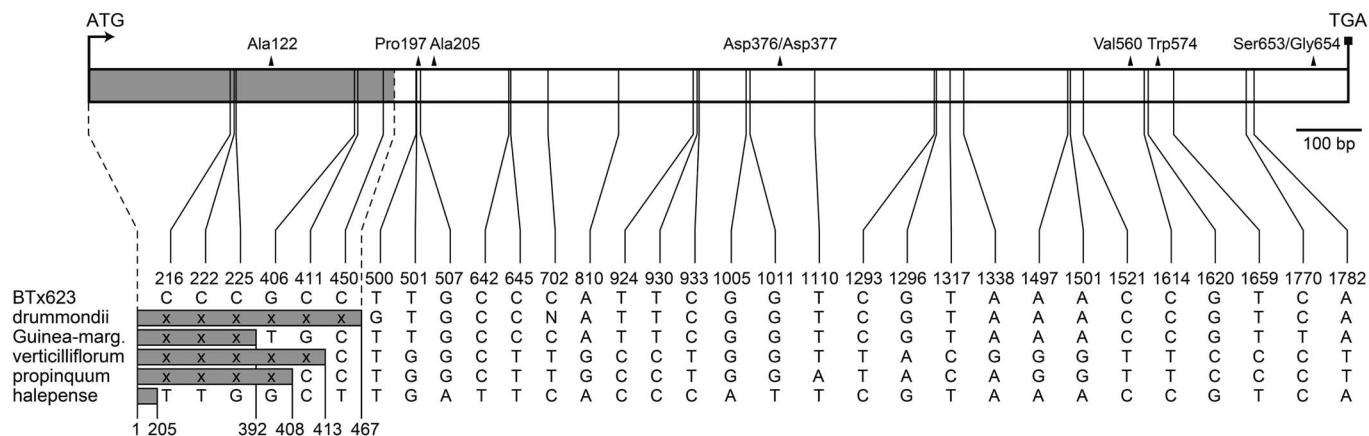 ATG TGA
Ala122 Pro197 Ala205 Asp376/Asp377 Val560 Trp574 Ser653/Gly654
100 bp
216 222 225 406 411 450 500 501 507 642 645 702 810 924 930 933 1005 1011 1110 1293 1296 1317 1338 1497 1501 1521 1614 1620 1659 1770 1782
BTx623 C C C G C C T T G C C C A T T C G G T C G T A A A C C G T C A
drummondii x x x x x x G T G C C N A T T C G G T C G T A A A C C G T C A
Guinea-marg. x x x T G C T T G C C C A T T C G G T C G T A A A C C G T T A
verticilliflorum x x x x x C T G G C T T G C C T G G T T A C G G G T T C C C T
propinquum x x x x C C T G G C T T G C C T G G A T A C A G G T T C C C T
halepense T T G G C T T G A T T C A C C C A T T C G T A A A C C G T C A
1 205 392 408 413 467